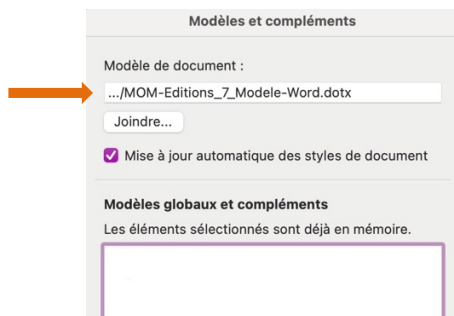 Modèles et compléments
Modèle de document :
.../MOM-Editions_7_Modele-Word.dotx
Joindre...
Mise à jour automatique des styles de document
Modèles globaux et compléments
Les éléments sélectionnés sont déjà en mémoire.